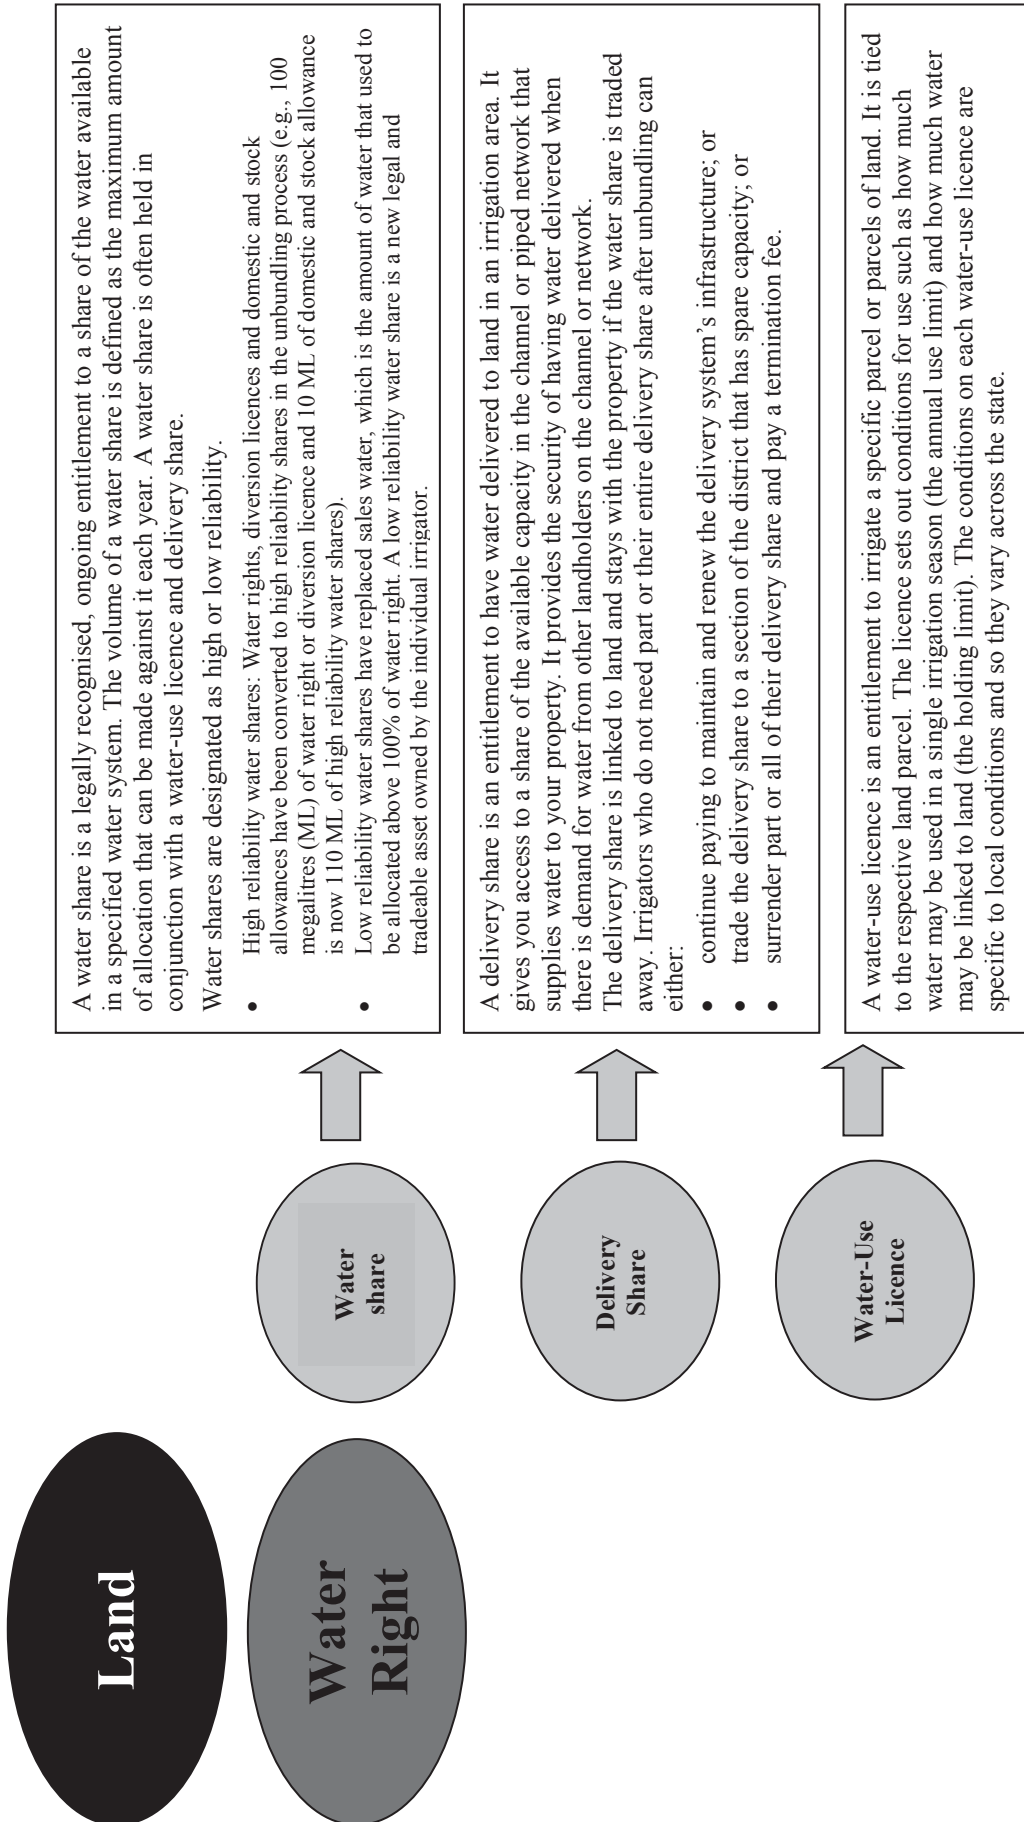 Land
Water
Right
Water
share
Delivery
Share
Water-Use
Licence
A water share is a legally recognised, ongoing entitlement to a share of the water available
in a specified water system. The volume of a water share is defined as the maximum amount
of allocation that can be made against it each year. A water share is often held in
conjunction with a water-use licence and delivery share.
Water shares are designated as high or low reliability.
• High reliability water shares: Water rights, diversion licences and domestic and stock
allowances have been converted to high reliability shares in the unbundling process (e.g., 100
megalitres (ML) of water right or diversion licence and 10 ML of domestic and stock allowance
is now 110 ML of high reliability water shares).
• Low reliability water shares have replaced sales water, which is the amount of water that used to
be allocated above 100% of water right. A low reliability water share is a new legal and
tradeable asset owned by the individual irrigator.
A delivery share is an entitlement to have water delivered to land in an irrigation area. It
gives you access to a share of the available capacity in the channel or piped network that
supplies water to your property. It provides the security of having water delivered when
there is demand for water from other landholders on the channel or network.
The delivery share is linked to land and stays with the property if the water share is traded
away. Irrigators who do not need part or their entire delivery share after unbundling can
either:
• continue paying to maintain and renew the delivery system's infrastructure; or
• trade the delivery share to a section of the district that has spare capacity; or
• surrender part or all of their delivery share and pay a termination fee.
A water-use licence is an entitlement to irrigate a specific parcel or parcels of land. It is tied
to the respective land parcel. The licence sets out conditions for use such as how much
water may be used in a single irrigation season (the annual use limit) and how much water
may be linked to land (the holding limit). The conditions on each water-use licence are
specific to local conditions and so they vary across the state.